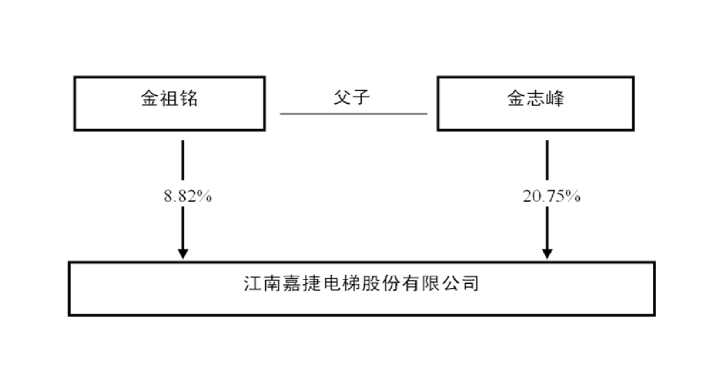 金祖铭
父子
金志峰
8.82%
20.75%
江南嘉捷电梯股份有限公司